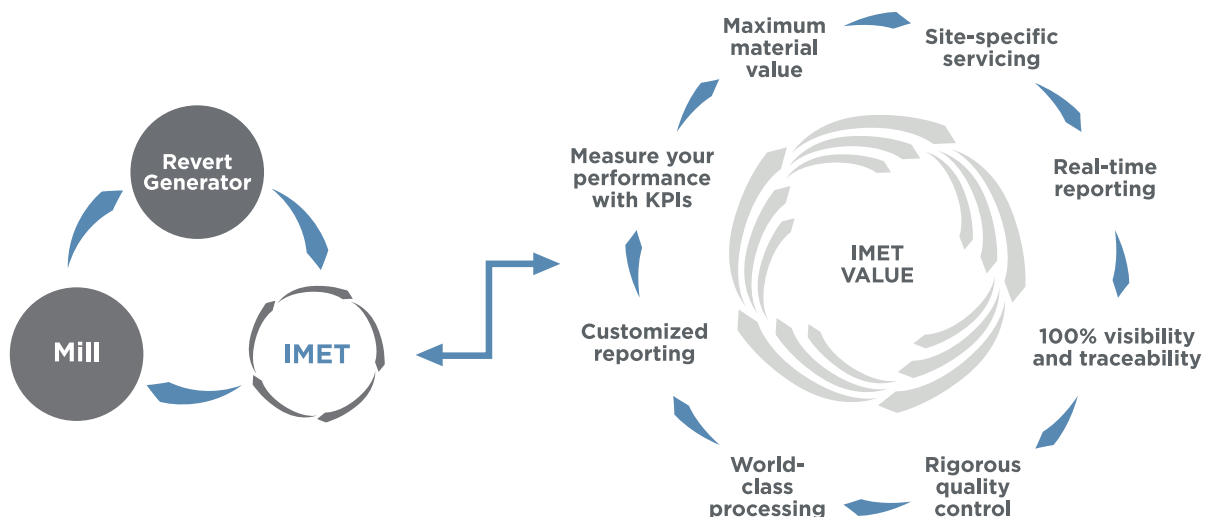 Revert
Generator
Mill
IMET
Maximum
material
value
Site-specific
servicing
Real-time
reporting
100% visibility
and traceability
Rigorous
quality
control
World-
class
processing
Customized
reporting
Measure your
performance
with KPIs
IMET
VALUE